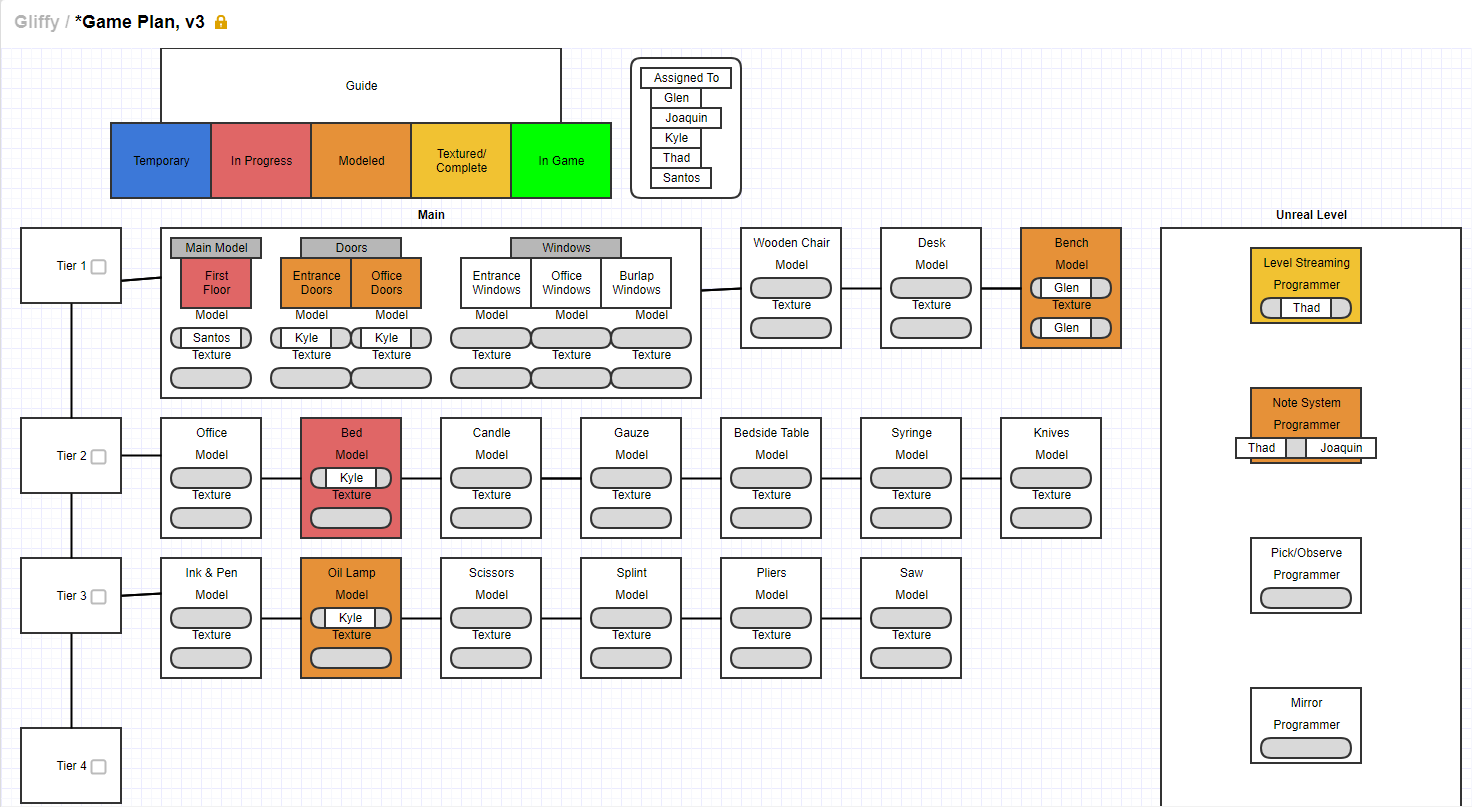 Gliffy / *Game Plan, v3
Guide
Temporary
In Progress
Modeled
Textured/
Complete
In Game
Assigned To
Glen
Joaquin
Kyle
Thad
Santos
Main
Unreal Level
Tier 1
Main Model
First
Floor
Model
Santos
Texture
Doors
Entrance
Doors
Office
Doors
Model
Model
Kyle
Kyle
Texture
Texture
Windows
Entrance
Windows
Office
Windows
Burlap
Windows
Model
Model
Model
Texture
Texture
Texture
Wooden Chair
Model
Texture
Desk
Model
Texture
Bench
Model
Glen
Texture
Glen
Tier 2
Office
Model
Texture
Bed
Model
Kyle
Texture
Candle
Model
Texture
Gauze
Model
Texture
Bedside Table
Model
Texture
Syringe
Model
Texture
Knives
Model
Texture
Tier 3
Ink & Pen
Model
Texture
Oil Lamp
Model
Kyle
Texture
Scissors
Model
Texture
Splint
Model
Texture
Pliers
Model
Texture
Saw
Model
Texture
Tier 4
Level Streaming
Programmer
Thad
Note System
Programmer
Thad
Joaquin
Pick/Observe
Programmer
Mirror
Programmer